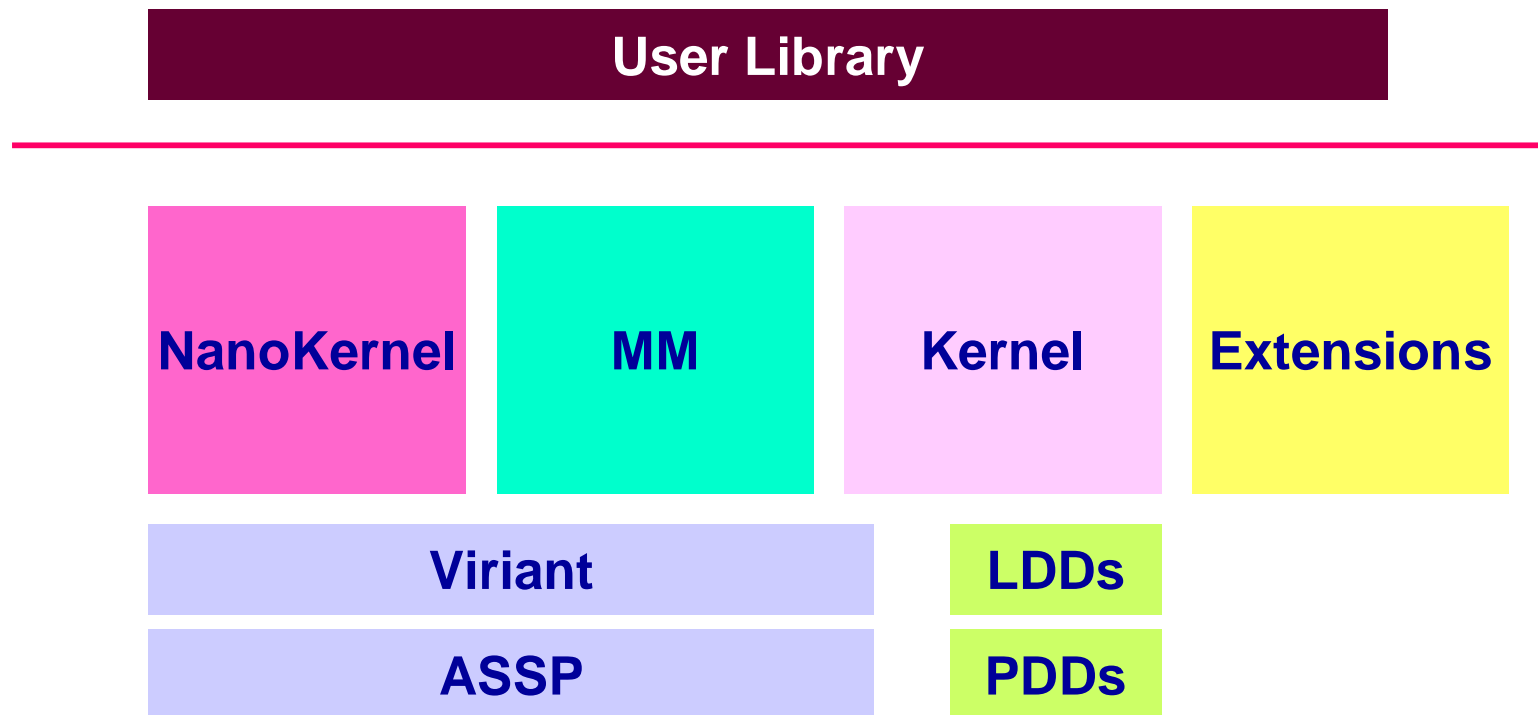 User Library
NanoKernel
MM
Kernel
Extensions
Viriant
LDDs
ASSP
PDDs